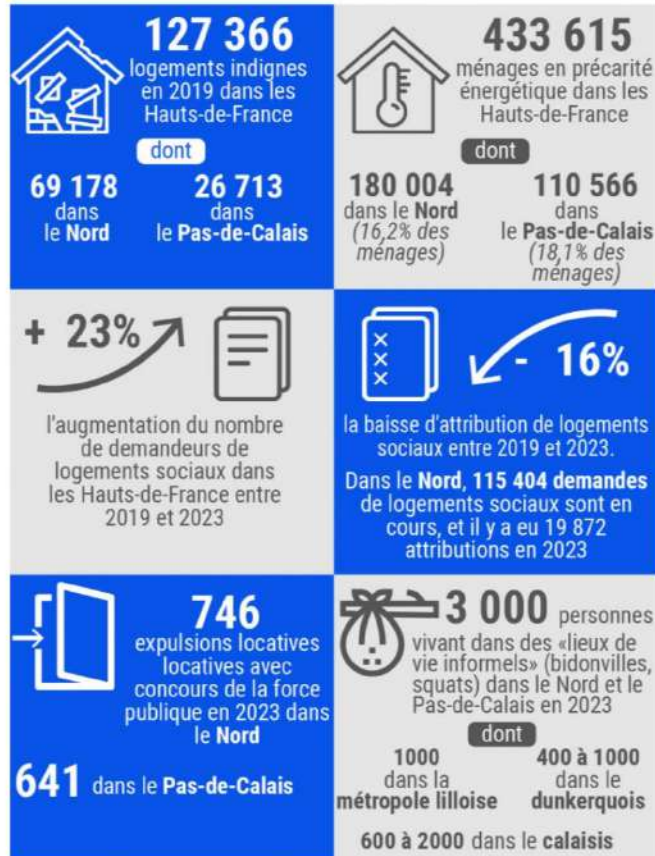 127 366
logements indignes
en 2019 dans les
Hauts-de-France
dont
69 178
dans
le Nord
26 713
dans
le Pas-de-Calais
433 615
ménages en précarité
énergétique dans les
Hauts-de-France
dont
180 004
dans le Nord
(16,2% des
ménages)
110 566
dans
le Pas-de-Calais
(18,1% des
ménages)
+ 23%
l'augmentation du nombre
de demandeurs de
logements sociaux dans
les Hauts-de-France entre
2019 et 2023
- 16%
la baisse d'attribution de logements
sociaux entre 2019 et 2023.
Dans le Nord, 115 404 demandes
de logements sociaux sont en
cours, et il y a eu 19 872
attributions en 2023
746
expulsions locatives
locatives avec
concours de la force
publique en 2023 dans
le Nord
641 dans le Pas-de-Calais
3 000 personnes
vivant dans des «lieux de
vie informels» (bidonvilles,
squats) dans le Nord et le
Pas-de-Calais en 2023
dont
1000
dans la
métropole lilloise
400 à 1000
dans le
dunkerquois
600 à 2000 dans le calaisis